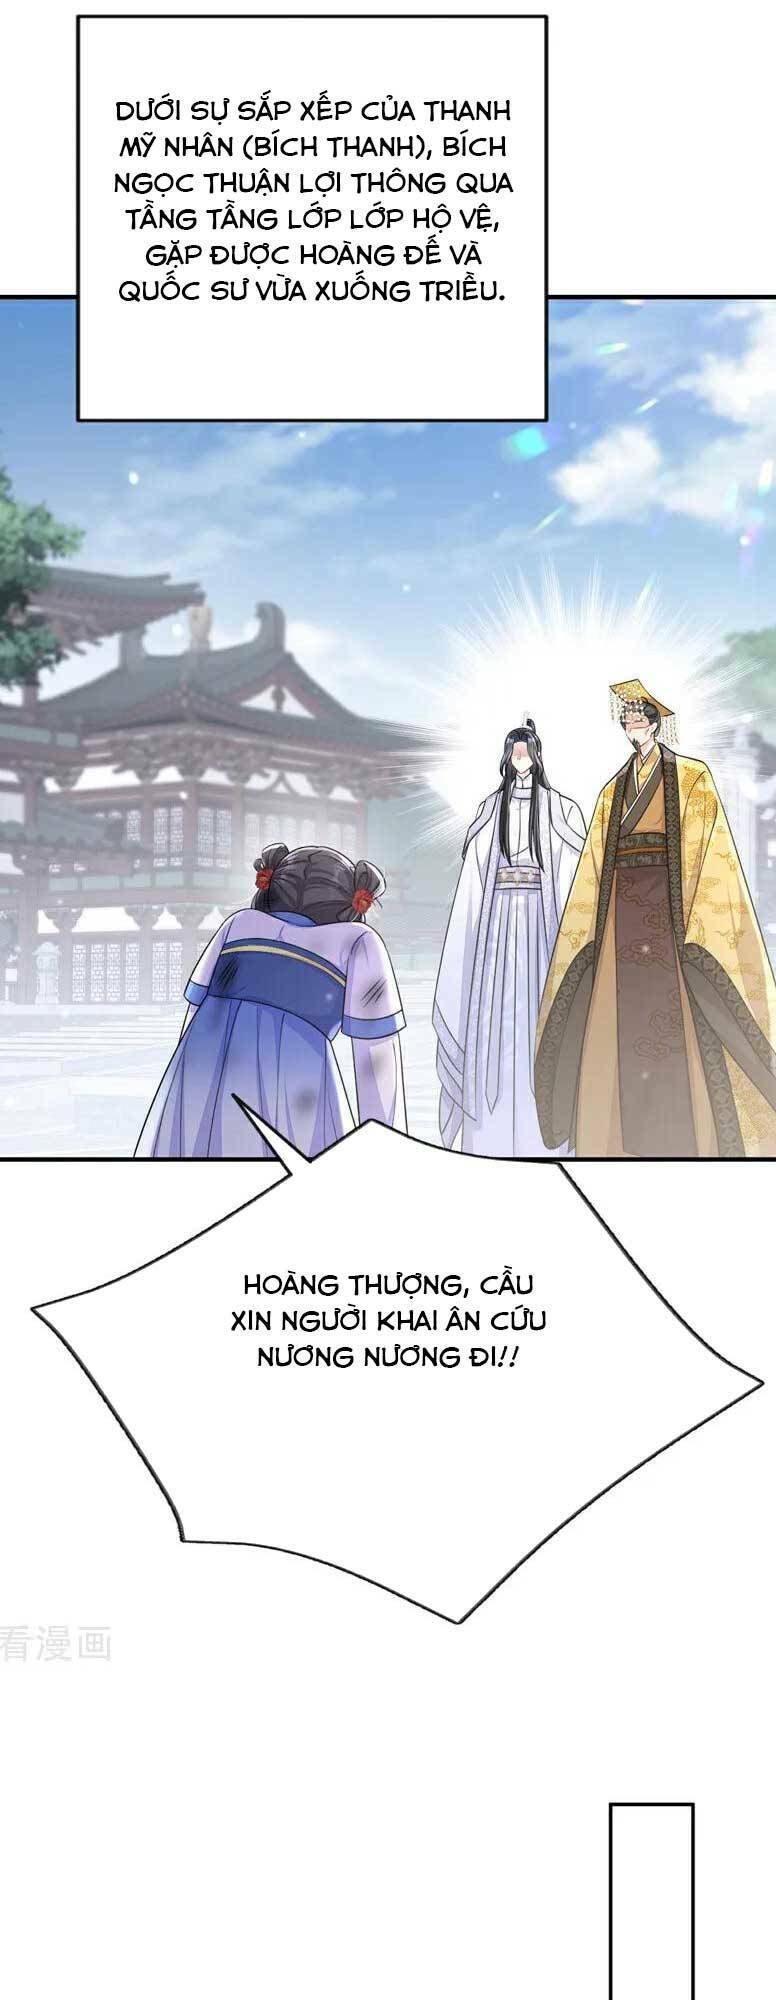 DƯỚI SỰ SẮP XẾP CỦA THANH
MỸ NHÂN (BÍCH THANH), BÍCH
NGỌC THUẬN LỢI THÔNG QUA
TẦNG TẦNG LỚP LỚP HỘ VỆ,
GẶP ĐƯỢC HOÀNG ĐẾ VÀ
QUỐC SƯ VỪA XUỐNG TRIỀU.
HOÀNG THƯỢNG, CẦU
XIN NGƯỜI KHAI ÂN CỨU
NƯƠNG NƯƠNG ĐI!!
看漫画